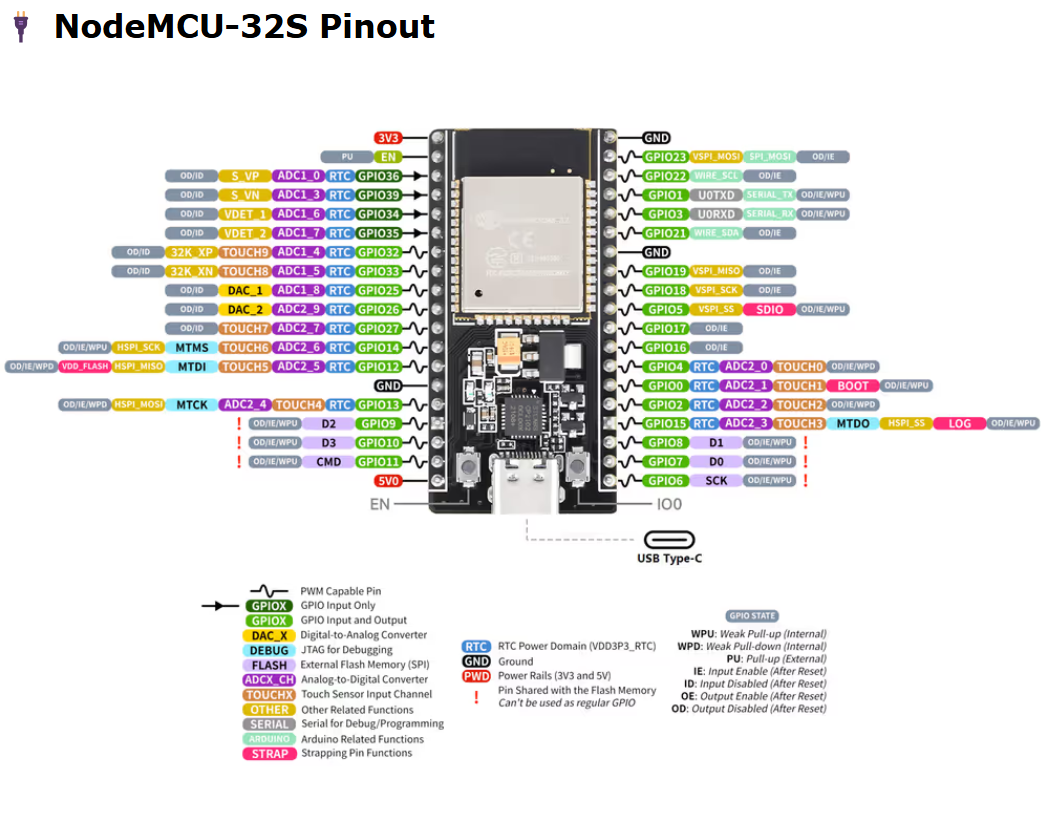 NodeMCU-32S Pinout
3V3 GND
PU EN GPIO23 VSPI_MOSI SPI_MOSI OD/IE
OD/ID S_VP ADC1_0 RTC GPIO36 GPIO22 WIRE_SCL OD/IE
OD/ID S_VN ADC1_3 RTC GPIO39 GPIO1 U0TXD SERIAL_TX OD/IE/WPU
OD/ID VDET_1 ADC1_6 RTC GPIO34 GPIO3 U0RXD SERIAL_RX OD/IE/WPU
OD/ID VDET_2 ADC1_7 RTC GPIO35 GPIO21 WIRE_SDA OD/IE
OD/ID 32K_XP TOUCH9 ADC1_4 RTC GPIO32 GND
OD/ID 32K_XN TOUCH8 ADC1_5 RTC GPIO33 GPIO19 VSPI_MISO OD/IE
OD/ID DAC_1 ADC1_8 RTC GPIO25 GPIO18 VSPI_SCK OD/IE
OD/ID DAC_2 ADC2_9 RTC GPIO26 GPIO5 VSPI_SS SDIO OD/IE/WPU
OD/ID TOUCH7 ADC2_7 RTC GPIO27 GPIO17 OD/IE
OD/IE/WPU HSPI_SCK MTMS TOUCH6 ADC2_6 RTC GPIO14 GPIO16 OD/IE
OD/IE/WPD VDD_FLASH HSPI_MISO MTDI TOUCH5 ADC2_5 RTC GPIO12 GPIO4 RTC ADC2_0 TOUCH0 OD/IE/WPD
GND GPIO0 RTC ADC2_1 TOUCH1 BOOT OD/IE/WPU
OD/IE/WPD HSPI_MOSI MTCK ADC2_4 TOUCH4 RTC GPIO13 GPIO2 RTC ADC2_2 TOUCH2 OD/IE/WPD
! OD/IE/WPU D2 GPIO9 GPIO15 RTC ADC2_3 TOUCH3 MTDO HSPI_SS LOG OD/IE/WPU
! OD/IE/WPU D3 GPIO10 GPIO8 D1 OD/IE/WPU !
! OD/IE/WPU CMD GPIO11 GPIO7 D0 OD/IE/WPU !
5V0 GPIO6 SCK OD/IE/WPU !
EN IO0
CE
USB Type-C
PWM Capable Pin
GPIOX GPIO Input Only
GPIOX GPIO Input and Output
DAC_X Digital-to-Analog Converter
DEBUG JTAG for Debugging
FLASH External Flash Memory (SPI)
ADCX_CH Analog-to-Digital Converter
TOUCHX Touch Sensor Input Channel
OTHER Other Related Functions
SERIAL Serial for Debug/Programming
ARDUINO Arduino Related Functions
STRAP Strapping Pin Functions
RTC RTC Power Domain (VDD3P3_RTC)
GND Ground
PWD Power Rails (3V3 and 5V)
! Pin Shared with the Flash Memory
Can't be used as regular GPIO
GPIO STATE
WPU: Weak Pull-up (Internal)
WPD: Weak Pull-down (Internal)
PU: Pull-up (External)
IE: Input Enable (After Reset)
ID: Input Disabled (After Reset)
OE: Output Enable (After Reset)
OD: Output Disabled (After Reset)